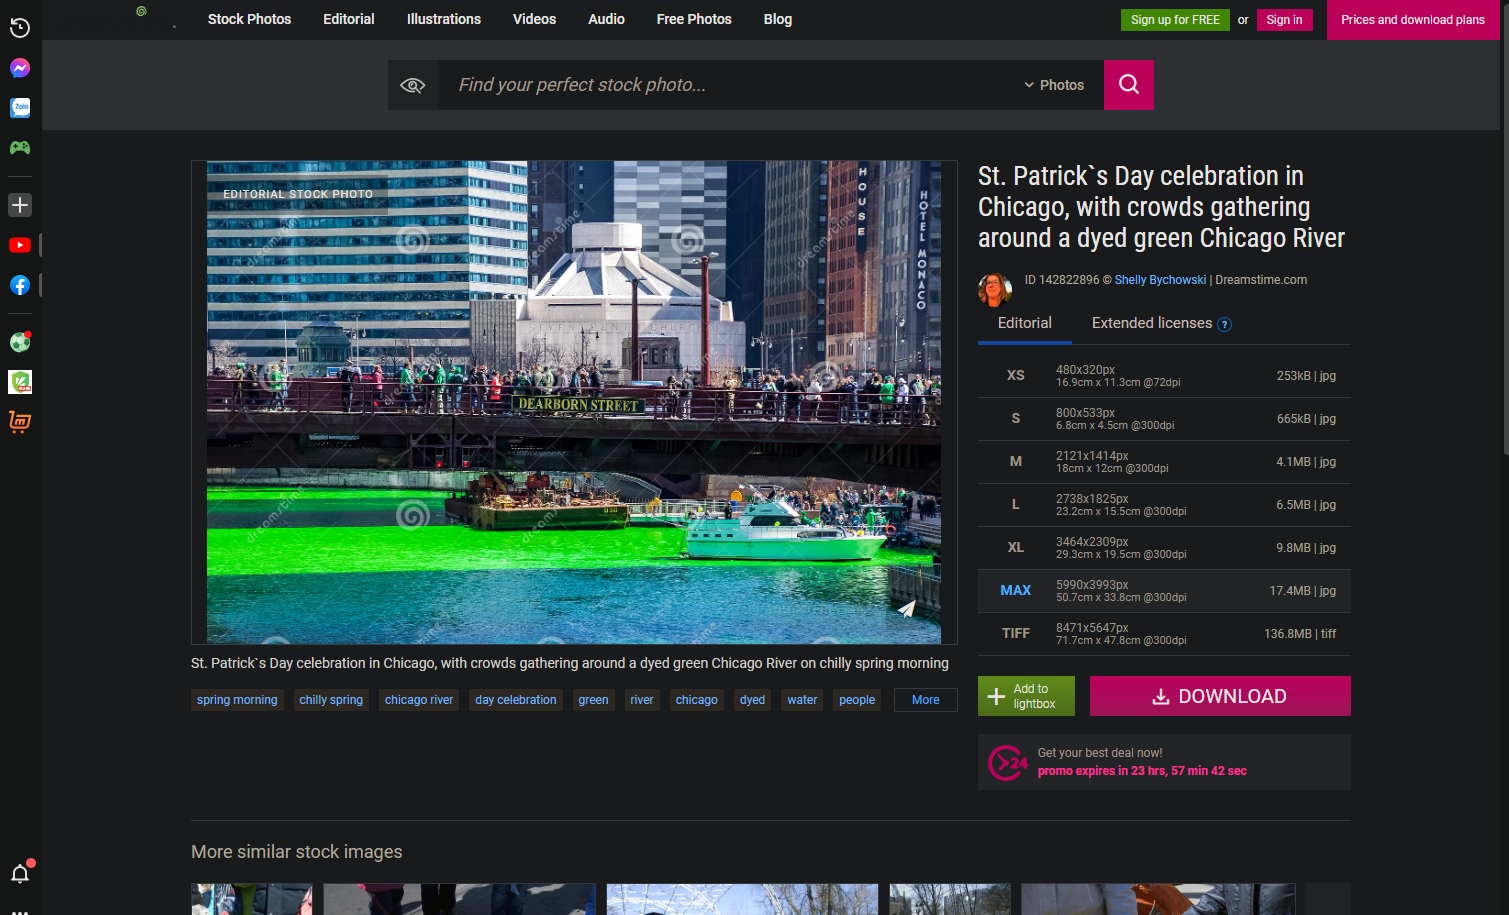 Stock Photos Editorial Illustrations Videos Audio Free Photos Blog
Sign up for FREE or Sign in Prices and download plans
Find your perfect stock photo... Photos
Zalo
EDITORIAL STOCK PHOTO
HOUSE
HOTEL MONACO
SEVENTEENTH CHURCH
DEARBORN STREET
dreamstime
St. Patrick`s Day celebration in
Chicago, with crowds gathering
around a dyed green Chicago River
ID 142822896 © Shelly Bychowski | Dreamstime.com
Editorial Extended licenses ?
XS 480x320px 253kB | jpg
16.9cm x 11.3cm @72dpi
S 800x533px 665kB | jpg
6.8cm x 4.5cm @300dpi
M 2121x1414px 4.1MB | jpg
18cm x 12cm @300dpi
L 2738x1825px 6.5MB | jpg
23.2cm x 15.5cm @300dpi
XL 3464x2309px 9.8MB | jpg
29.3cm x 19.5cm @300dpi
MAX 5990x3993px 17.4MB | jpg
50.7cm x 33.8cm @300dpi
TIFF 8471x5647px 136.8MB | tiff
71.7cm x 47.8cm @300dpi
St. Patrick`s Day celebration in Chicago, with crowds gathering around a dyed green Chicago River on chilly spring morning
spring morning chilly spring chicago river day celebration green river chicago dyed water people More
Add to
lightbox
DOWNLOAD
24
Get your best deal now!
promo expires in 23 hrs, 57 min 42 sec
More similar stock images